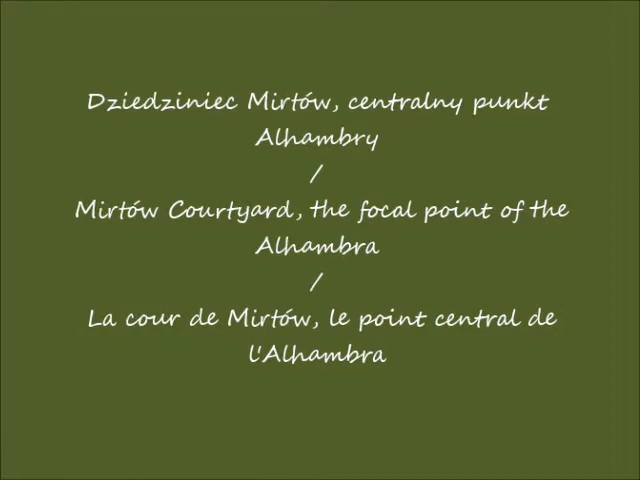 Dziedziniec Mirtów, centralny punkt
Alhambry
/
Mirtów Courtyard, the focal point of the
Alhambra
/
La cour de Mirtów, le point central de
l'Alhambra